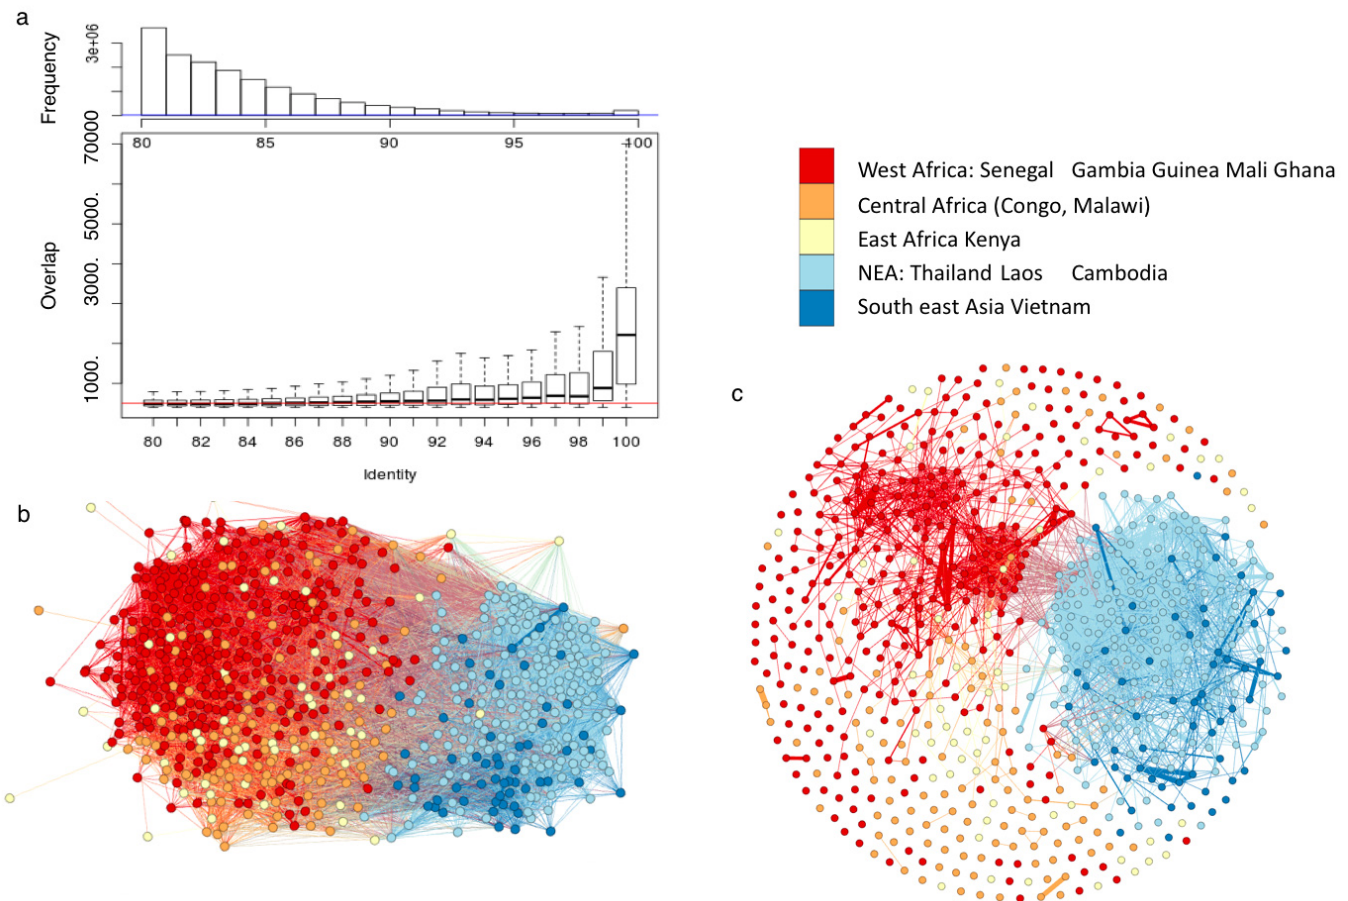 a
Frequency
3e+06
80 85 90 95 100
Overlap
70000
5000.
3000.
1000.
80 82 84 86 88 90 92 94 96 98 100
Identity
West Africa: Senegal Gambia Guinea Mali Ghana
Central Africa (Congo, Malawi)
East Africa Kenya
NEA: Thailand Laos Cambodia
South east Asia Vietnam
b
c